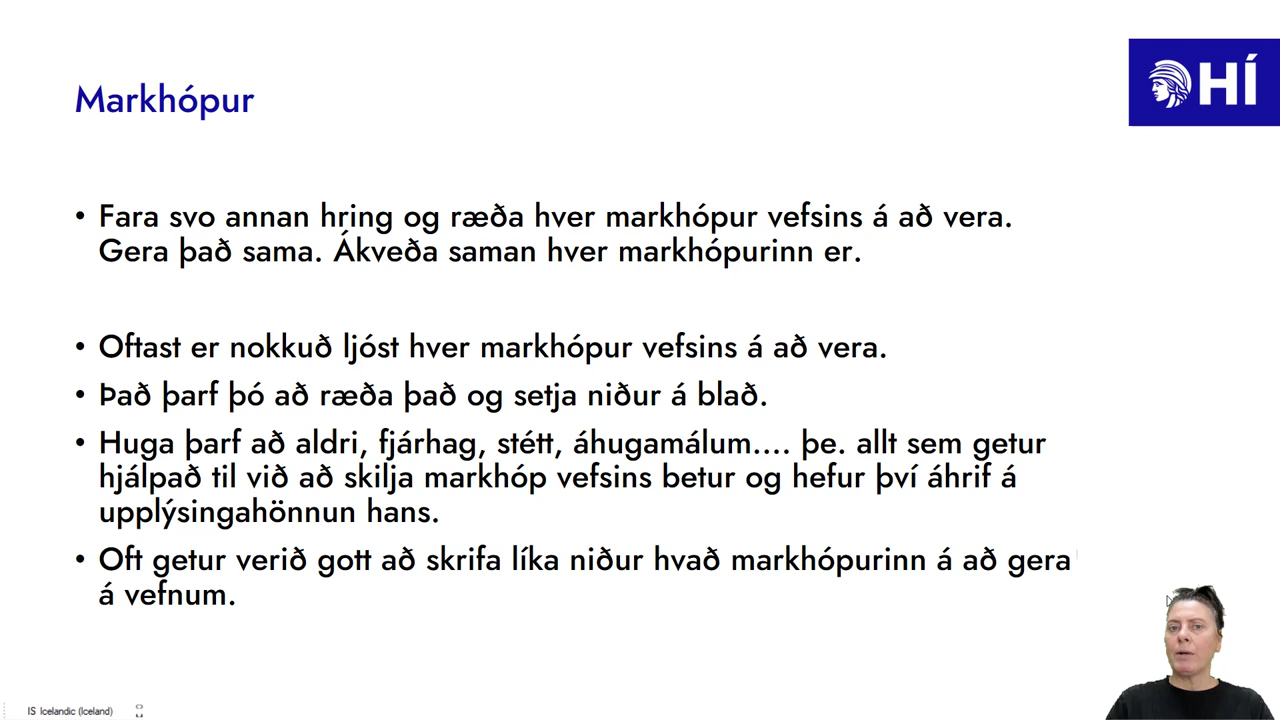 Markhópur
HÍ
• Fara svo annan hring og ræða hver markhópur vefsins á að vera.
Gera það sama. Ákveða saman hver markhópurinn er.
• Oftast er nokkuð ljóst hver markhópur vefsins á að vera.
• Það þarf þó að ræða það og setja niður á blað.
• Huga þarf að aldri, fjárhag, stétt, áhugamálum.... þe. allt sem getur
hjálpað til við að skilja markhóp vefsins betur og hefur því áhrif á
upplýsingahönnun hans.
• Oft getur verið gott að skrifa líka niður hvað markhópurinn á að gera
á vefnum.
IS Icelandic (Iceland)